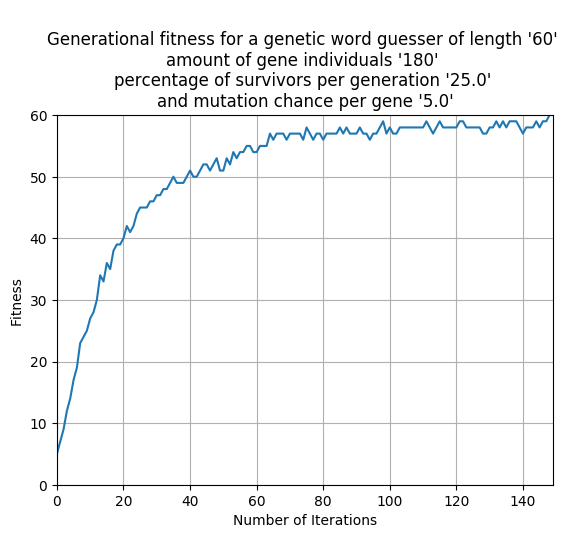 Generational fitness for a genetic word guesser of length '60'
amount of gene individuals '180'
percentage of survivors per generation '25.0'
and mutation chance per gene '5.0'
60
50
40
30
20
10
0
Fitness
0 20 40 60 80 100 120 140
Number of Iterations